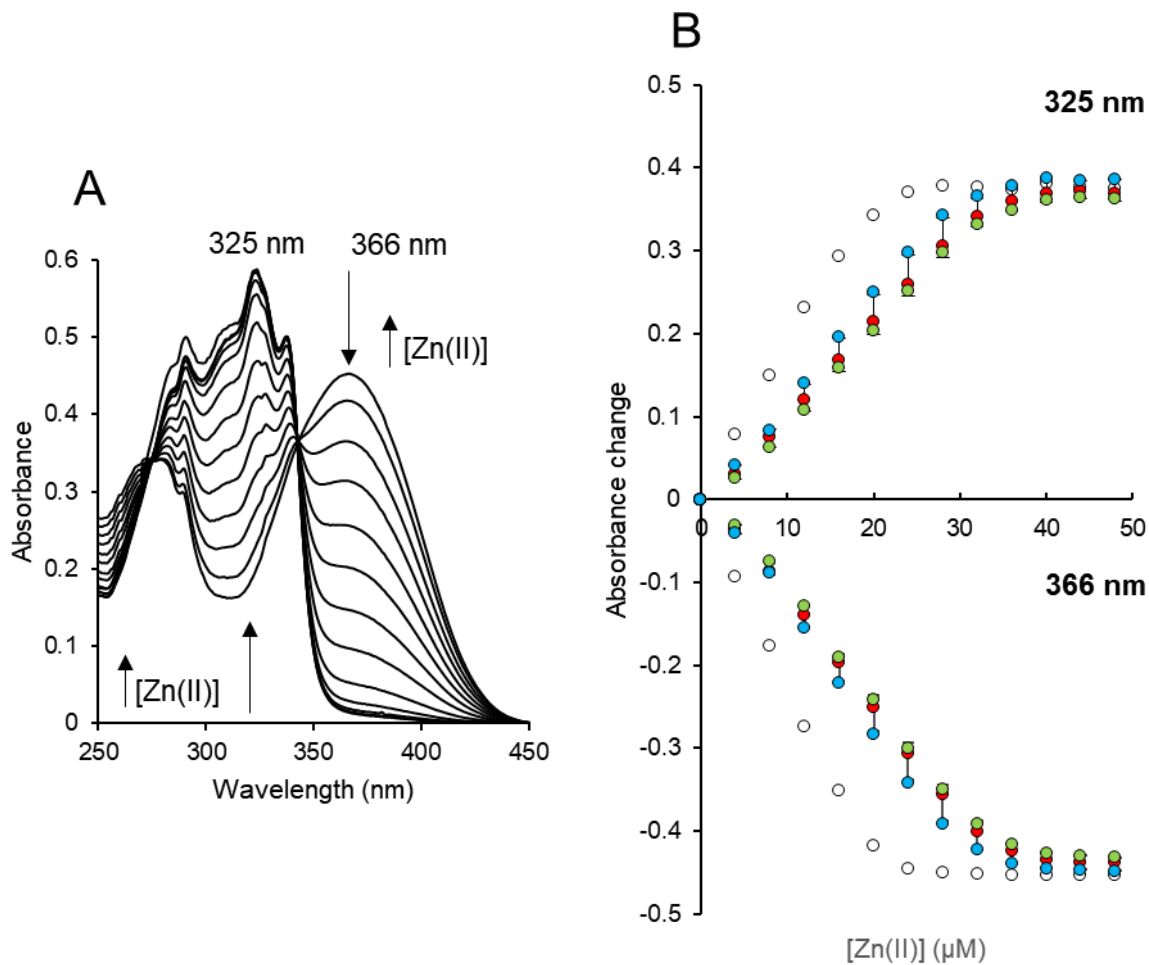 A
325 nm 366 nm
0.6
0.5
0.4
0.3
0.2
0.1
0
Absorbance
[Zn(II)]
[Zn(II)]
250 300 350 400 450
Wavelength (nm)
B
0.5
0.4
0.3
0.2
0.1
0
-0.1
-0.2
-0.3
-0.4
-0.5
Absorbance change
325 nm
0 10 20 30 40 50
366 nm
[Zn(II)] (µM)